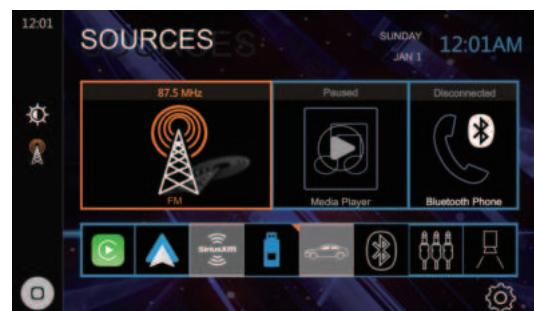 12:01
SOURCES
SUNDAY
JAN 1
12:01AM
87.5 MHz
Paused
Disconnected
FM
Media Player
Bluetooth Phone
SiriusXM